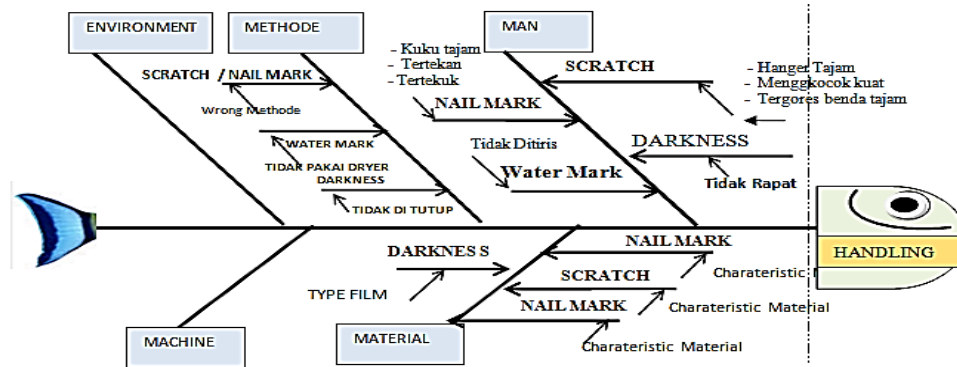 ENVIRONMENT
METHODE
MAN
- Kuku tajam
- Tertekan
- Tertekuk
SCRATCH / NAIL MARK
Wrong Methode
WATER MARK
TIDAK PAKAI DRYER
DARKNESS
TIDAK DI TUTUP
SCRATCH
- Hanger Tajam
- Menggkocok kuat
- Tergores benda tajam
NAIL MARK
Tidak Ditiris
DARKNESS
Water Mark
Tidak Rapat
HANDLING
DARKNESS
TYPE FILM
NAIL MARK
Charateristic
SCRATCH
Charateristic Material
NAIL MARK
Charateristic Material
MACHINE
MATERIAL